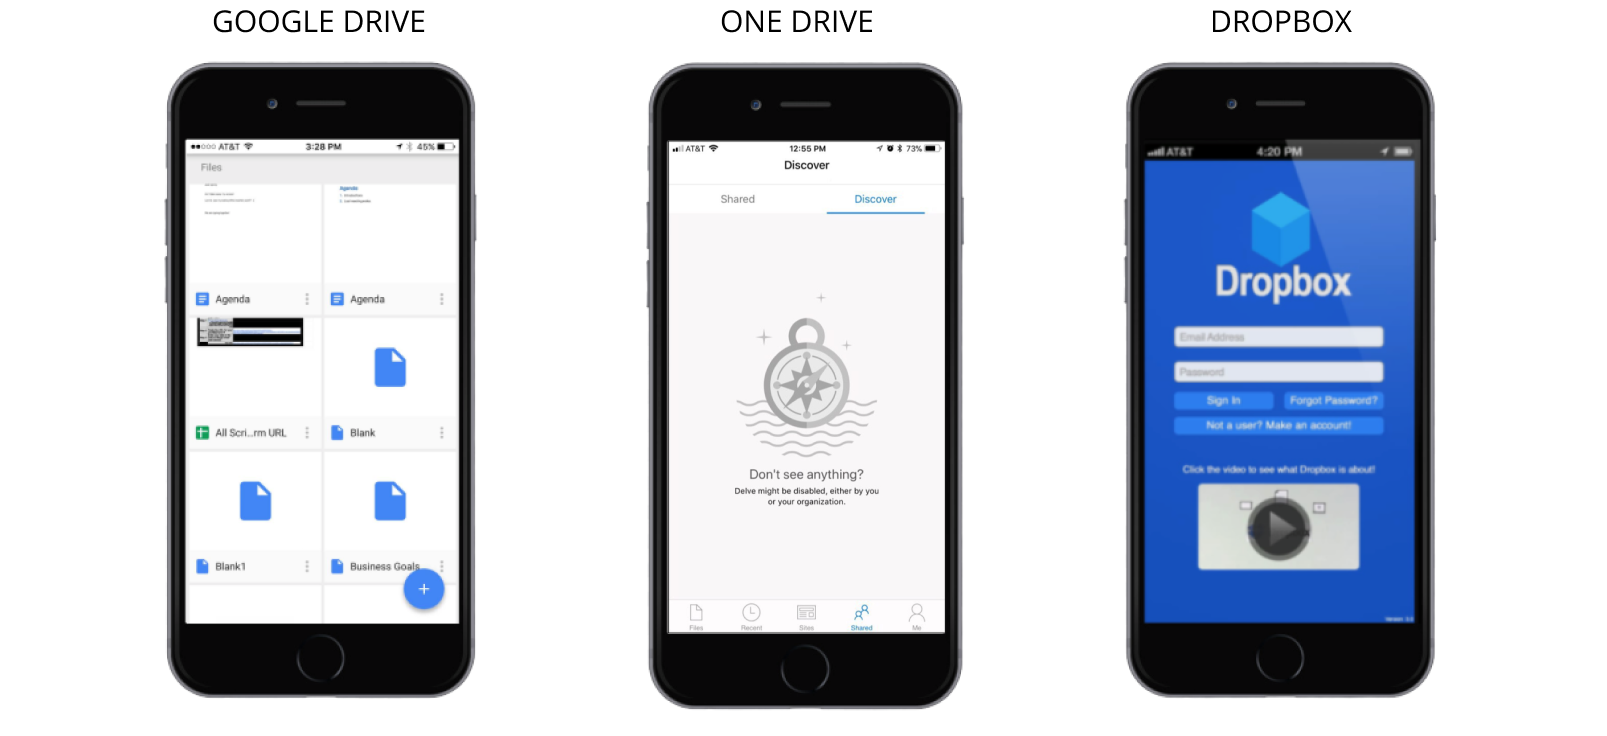 GOOGLE DRIVE
ONE DRIVE
DROPBOX
AT&T
3:28 PM
45%
Files
Agenda
Agenda
Agenda
All Scri...rm URL
Blank
Blank1
Business Goals
+
AT&T
12:55 PM
73%
Discover
Shared
Discover
Don't see anything?
Delve might be disabled, either by you
or your organization.
Files
Recent
Sites
Shared
Me
AT&T
4:20 PM
Dropbox
Email Address
Password
Sign In
Forgot Password?
Not a user? Make an account!
Click the video to see what Dropbox is about!